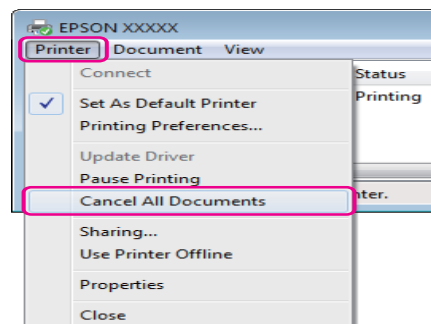 EPSON XXXXX
Printer Document View
Connect Status
Set As Default Printer Printing
Printing Preferences...
Update Driver
Pause Printing
Cancel All Documents
Sharing...
Use Printer Offline
Properties
Close